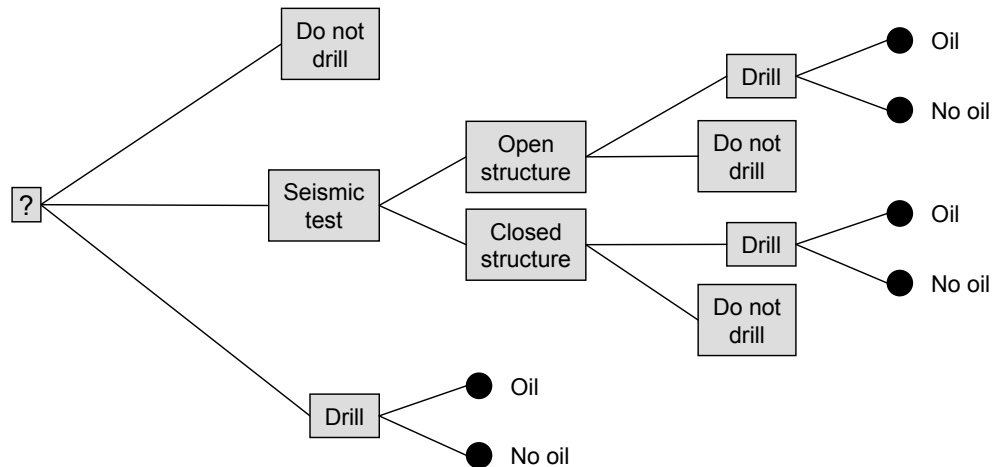 Do not
drill
?
Seismic
test
Open
structure
Closed
structure
Drill
Oil
No oil
Do not
drill
Drill
Oil
No oil
Do not
drill
Drill
Oil
No oil